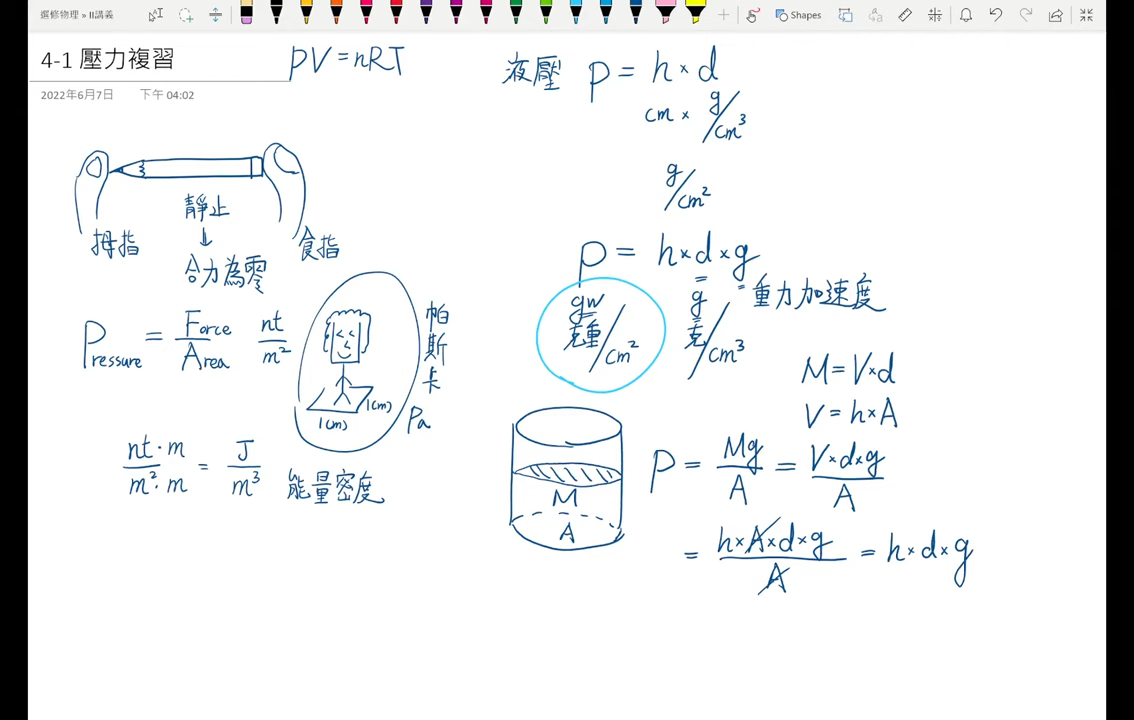 選修物理 » II講義
Shapes
4-1 壓力複習
2022年6月7日 下午 04:02
PV=nRT
液壓 P = h × d
cm × g/cm³
g/cm²
靜止
↓
合力為零
拇指
食指
P = h×d×g
gw
克重/cm²
g
克/cm³
=重力加速度
Pressure = Force/Area nt/m²
1cm)
1(m)
帕
斯
卡
Pa
nt·m/m²·m = J/m³ 能量密度
M=V×d
V=h×A
M
A
P = Mg/A = V×d×g/A
= h×A×d×g/A = h×d×g